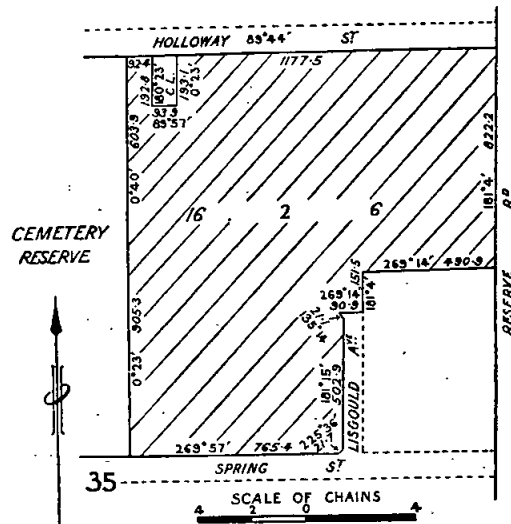 HOLLOWAY 89°44' ST
92.4
1177.5
192.8
180°23'
C.L.
193.1
0°23'
93.9
89°57'
603.9
0°40'
822.2
181°4'
RD
16 2 6
CEMETERY
RESERVE
269°14' 490.9
151.5
181°4'
269°14'
90.9
RESERVE
905.3
0°23'
181°15'
502.9
LISGOULD AVE
269°57' 765.4
SPRING ST
35
SCALE OF CHAINS
4 2 0 4